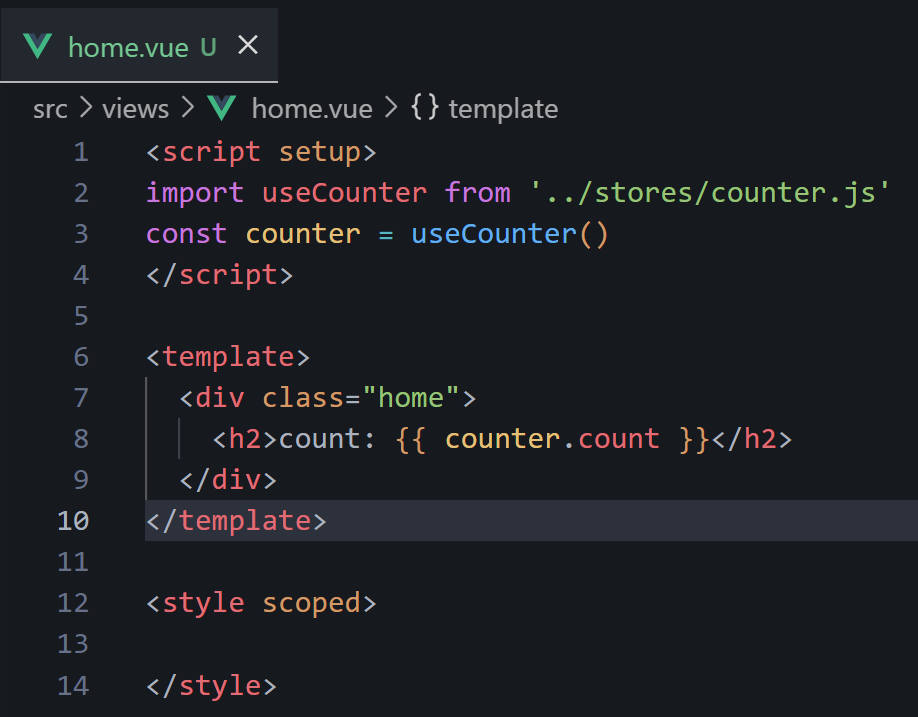 home.vue U ×
src > views > home.vue > {} template
1 <script setup>
2 import useCounter from '../stores/counter.js'
3 const counter = useCounter()
4 </script>
5
6 <template>
7   <div class="home">
8     <h2>count: {{ counter.count }}</h2>
9   </div>
10 </template>
11
12 <style scoped>
13
14 </style>